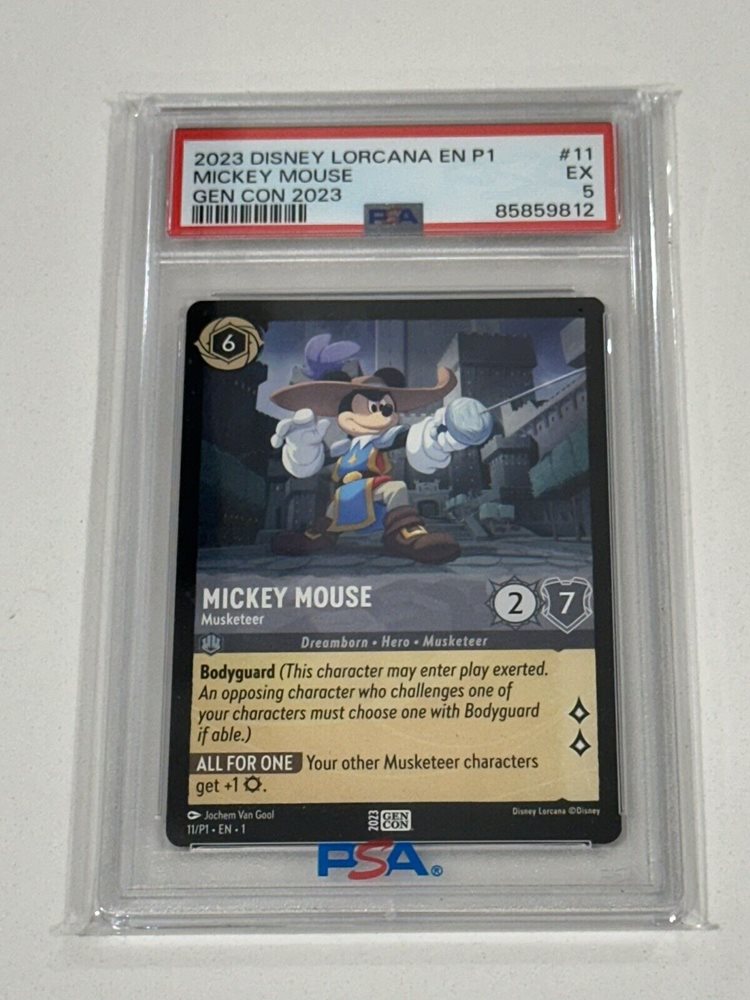 2023 DISNEY LORCANA EN P1 #11
MICKEY MOUSE EX
GEN CON 2023 5
PSA 85859812
6
MICKEY MOUSE
Musketeer
2 7
Dreamborn • Hero • Musketeer
Bodyguard (This character may enter play exerted.
An opposing character who challenges one of
your characters must choose one with Bodyguard
if able.)
ALL FOR ONE Your other Musketeer characters
get +1 .
Jochem Van Gool
11/P1 • EN • 1
2023 GEN CON
Disney Lorcana ©Disney
PSA®